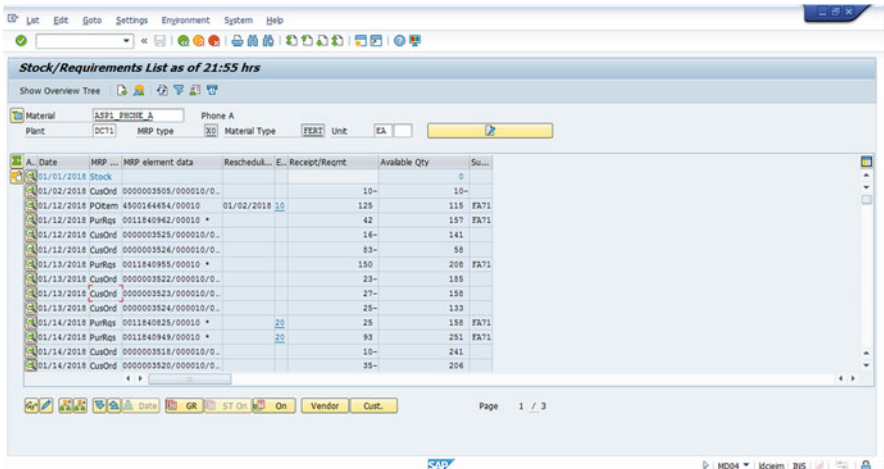 List Edit Goto Settings Environment System Help
Stock/Requirements List as of 21:55 hrs
Show Overview Tree
Material ASP1_PHONE_A Phone A
Plant DC71 MRP type X0 Material Type FERT Unit EA
A.. Date MRP ... MRP element data Reschedul... E.. Receipt/Reqmt Available Qty Su...
01/01/2018 Stock 0
01/02/2018 CusOrd 0000003505/000010/0.. 10- 10-
01/12/2018 POitem 4500164654/00010 01/02/2018 10 125 115 FA71
01/12/2018 PurRqs 0011840962/00010 * 42 157 FA71
01/12/2018 CusOrd 0000003525/000010/0.. 16- 141
01/12/2018 CusOrd 0000003526/000010/0.. 83- 58
01/13/2018 PurRqs 0011840955/00010 * 150 208 FA71
01/13/2018 CusOrd 0000003522/000010/0.. 23- 185
01/13/2018 CusOrd 0000003523/000010/0.. 27- 158
01/13/2018 CusOrd 0000003524/000010/0.. 25- 133
01/14/2018 PurRqs 0011840825/00010 * 20 25 158 FA71
01/14/2018 PurRqs 0011840949/00010 * 20 93 251 FA71
01/14/2018 CusOrd 0000003518/000010/0.. 10- 241
01/14/2018 CusOrd 0000003520/000010/0.. 35- 206
Date GR ST On On Vendor Cust. Page 1 / 3
SAP MD04 ldcieim INS